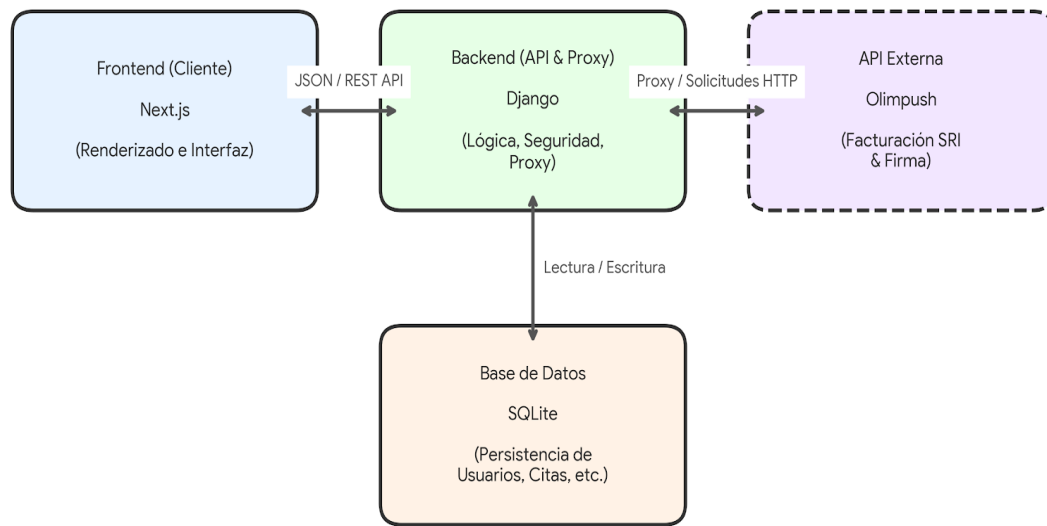 Frontend (Cliente)
Next.js
(Renderizado e Interfaz)
JSON / REST API
Backend (API & Proxy)
Django
(Lógica, Seguridad,
Proxy)
Proxy / Solicitudes HTTP
API Externa
Olimpush
(Facturación SRI
& Firma)
Lectura / Escritura
Base de Datos
SQLite
(Persistencia de
Usuarios, Citas, etc.)